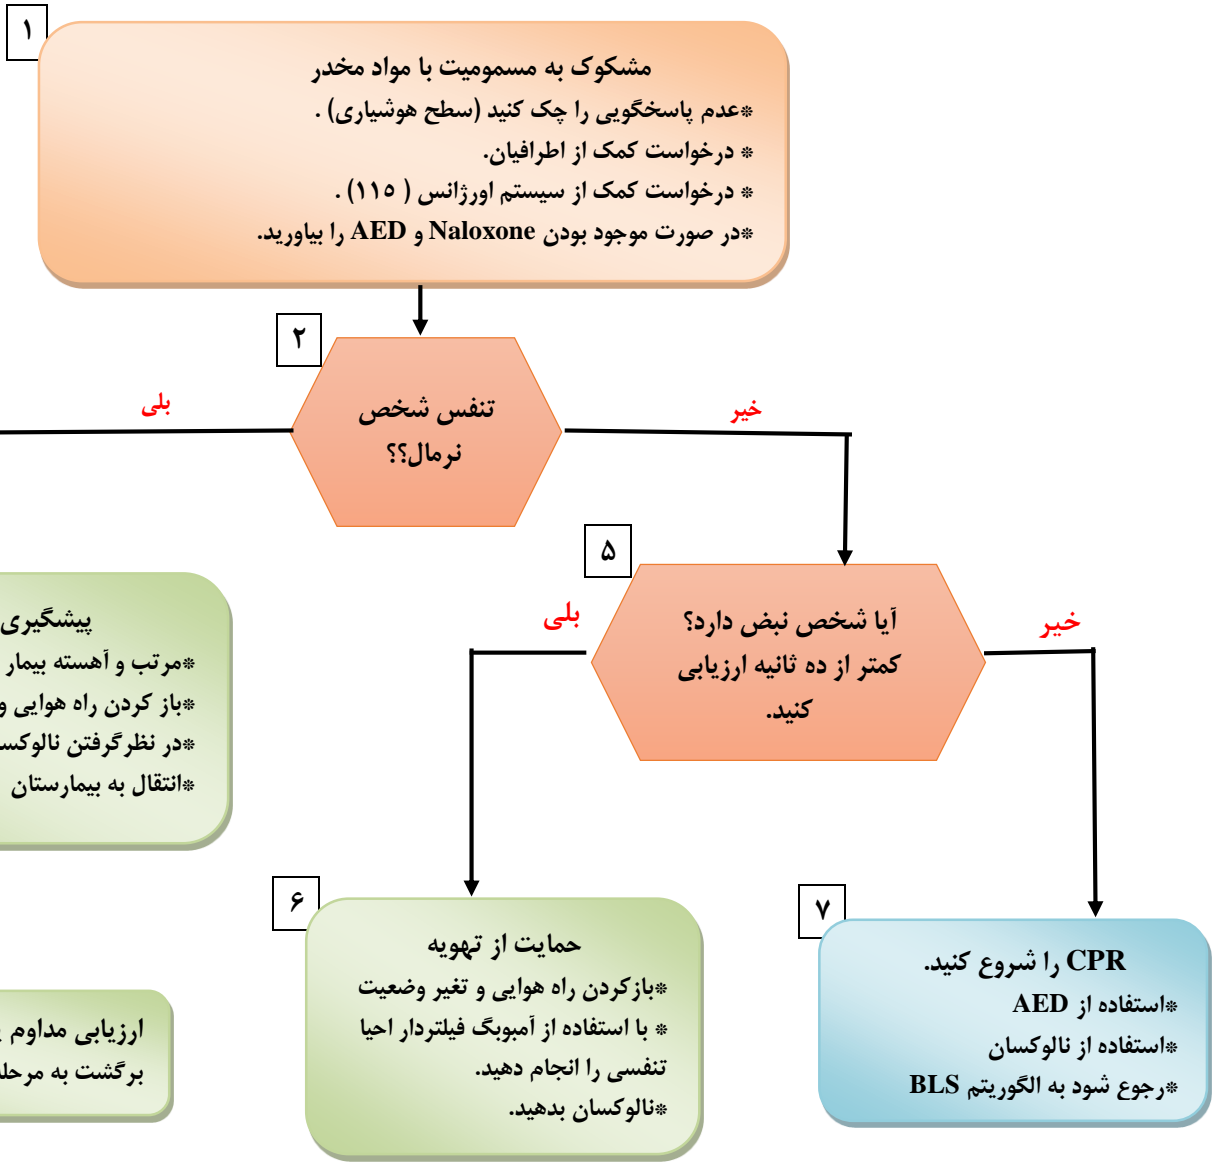 ۱
مشکوک به مسمومیت با مواد مخدر
*عدم پاسخگویی را چک کنید (سطح هوشیاری) .
* درخواست کمک از اطرافیان.
* درخواست کمک از سیستم اورژانس ( ۱۱۵) .
*در صورت موجود بودن Naloxone و AED را بیاورید.
۲
تنفس شخص
نرمال؟؟
خیر
بلی
۵
آیا شخص نبض دارد؟
کمتر از ده ثانیه ارزیابی
کنید.
خیر
بلی
پیشگیری
*مرتب و آهسته بیمار
*باز کردن راه هوایی و
*در نظرگرفتن
*انتقال به بیمارستان
۷
CPR را شروع کنید.
*استفاده از AED
*استفاده از نالوکسان
*رجوع شود به الگوریتم BLS
۶
حمایت از تهویه
*بازکردن راه هوایی و تغیر وضعیت
* با استفاده از آمبوبگ فیلتردار احیا
تنفسی را انجام دهید.
*نالوکسان بدهید.
ارزیابی مداوم
برگشت به